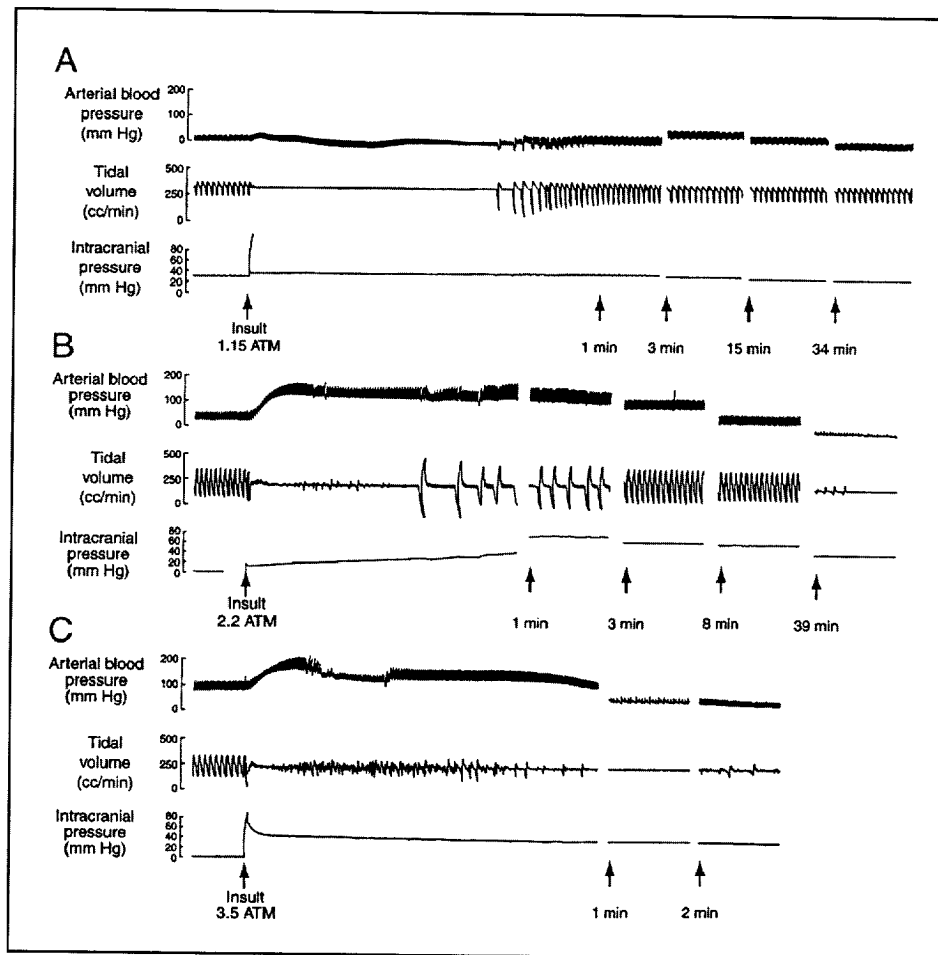 A
Arterial blood
pressure
(mm Hg)
200
100
0
Tidal
volume
(cc/min)
500
250
0
Intracranial
pressure
(mm Hg)
80
60
40
20
0
Insult
1.15 ATM
1 min
3 min
15 min
34 min
B
Arterial blood
pressure
(mm Hg)
200
100
0
Tidal
volume
(cc/min)
500
250
0
Intracranial
pressure
(mm Hg)
80
60
40
20
0
Insult
2.2 ATM
1 min
3 min
8 min
39 min
C
Arterial blood
pressure
(mm Hg)
200
100
0
Tidal
volume
(cc/min)
500
250
0
Intracranial
pressure
(mm Hg)
80
60
40
20
0
Insult
3.5 ATM
1 min
2 min